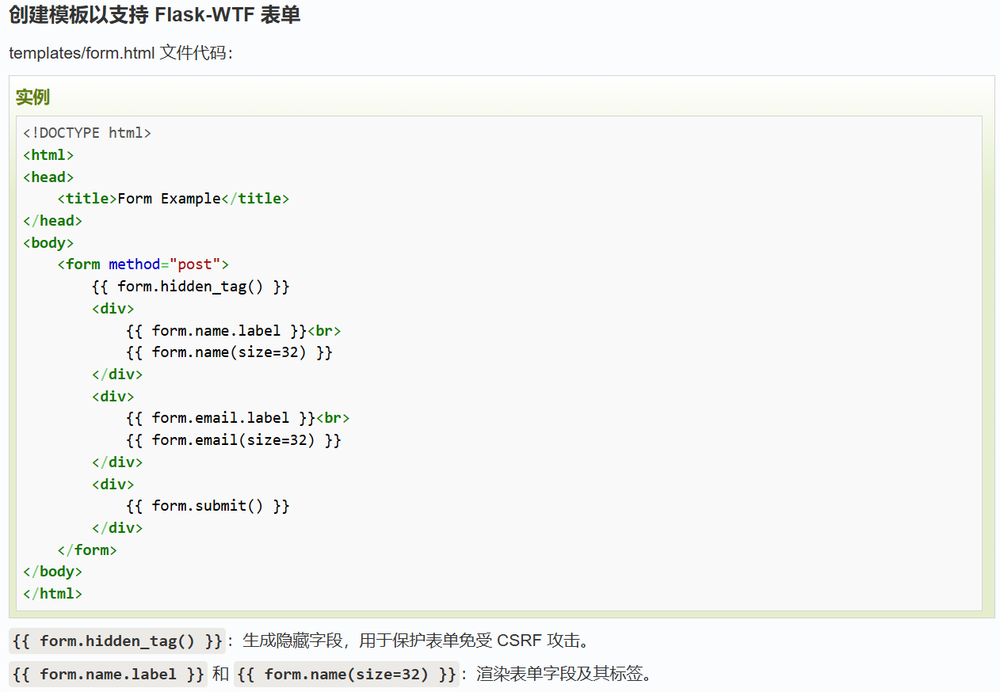 创建模板以支持 Flask-WTF 表单
templates/form.html 文件代码：
实例
<!DOCTYPE html>
<html>
<head>
    <title>Form Example</title>
</head>
<body>
    <form method="post">
        {{ form.hidden_tag() }}
        <div>
            {{ form.name.label }}<br>
            {{ form.name(size=32) }}
        </div>
        <div>
            {{ form.email.label }}<br>
            {{ form.email(size=32) }}
        </div>
        <div>
            {{ form.submit() }}
        </div>
    </form>
</body>
</html>
{{ form.hidden_tag() }}：生成隐藏字段，用于保护表单免受 CSRF 攻击。
{{ form.name.label }} 和 {{ form.name(size=32) }}：渲染表单字段及其标签。